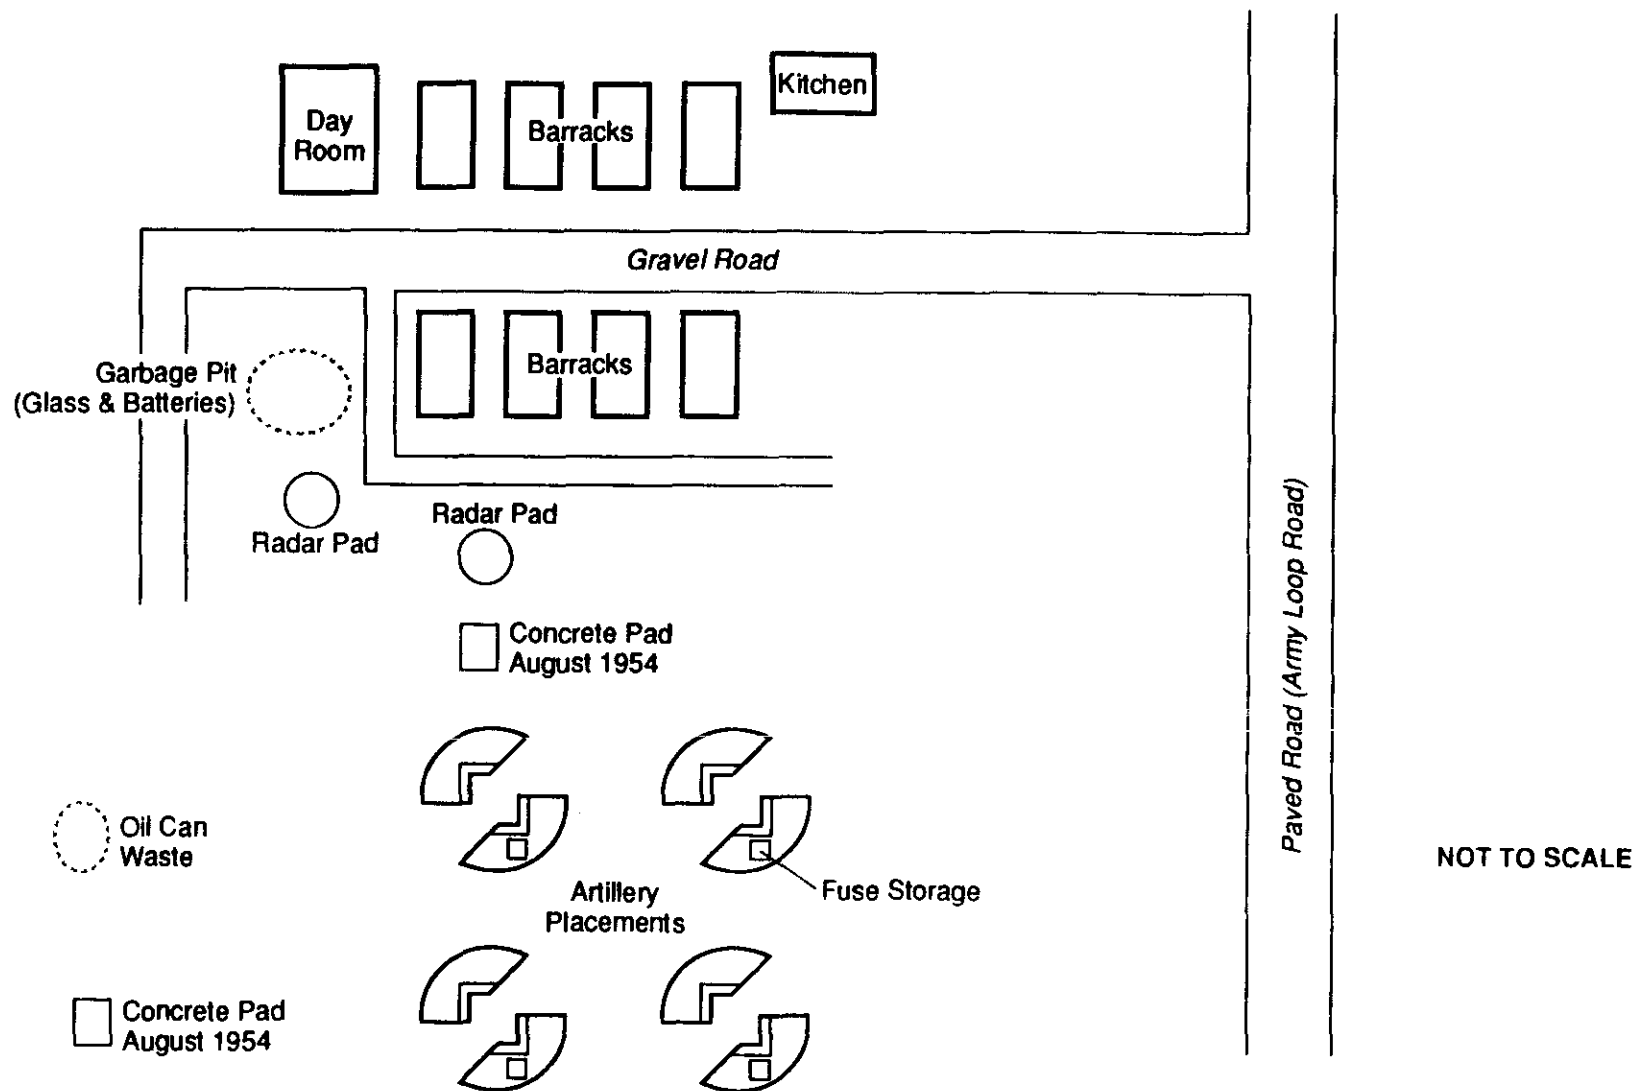 Kitchen
Day
Room
Barracks
Gravel Road
Garbage Pit
(Glass & Batteries)
Barracks
Radar Pad
Radar Pad
Concrete Pad
August 1954
Paved Road (Army Loop Road)
Oil Can
Waste
NOT TO SCALE
Artillery
Placements
Fuse Storage
Concrete Pad
August 1954